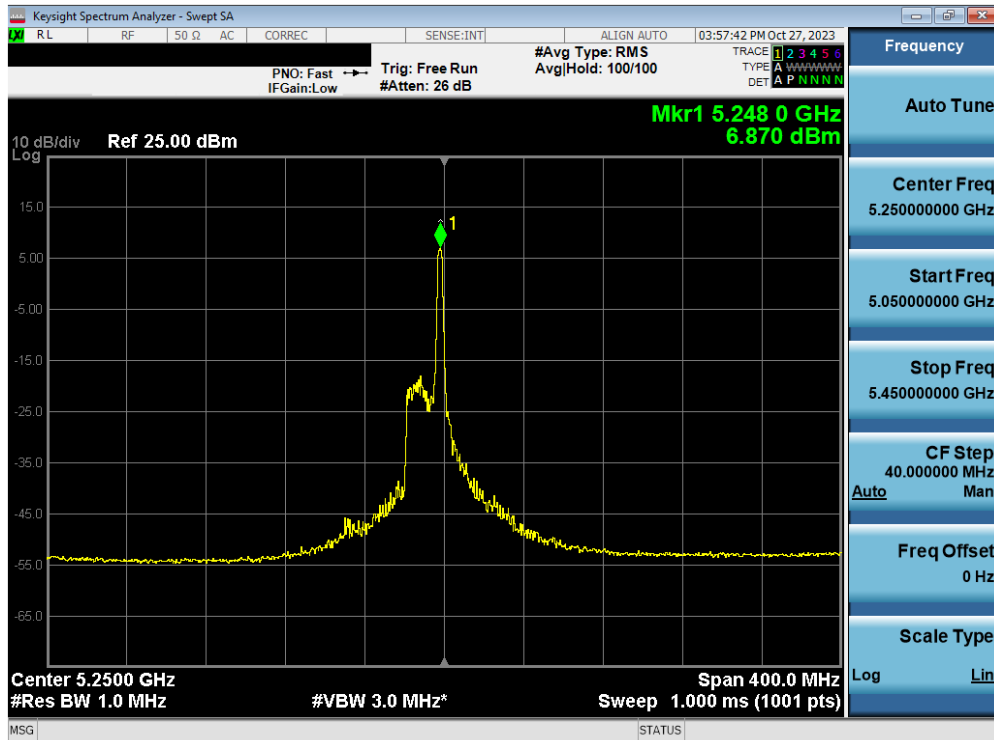 Keysight Spectrum Analyzer - Swept SA
LXI RL RF 50 Ω AC CORREC SENSE:INT ALIGN AUTO 03:57:42 PM Oct 27, 2023
PNO: Fast
IFGain:Low
Trig: Free Run
#Atten: 26 dB
#Avg Type: RMS
Avg|Hold: 100/100
TRACE 1 2 3 4 5 6
TYPE A WWWWW
DET A P N N N N
Mkr1 5.248 0 GHz
6.870 dBm
10 dB/div Ref 25.00 dBm
Log
15.0
5.00
-5.00
-15.0
-25.0
-35.0
-45.0
-55.0
-65.0
1
Center 5.2500 GHz Span 400.0 MHz
#Res BW 1.0 MHz #VBW 3.0 MHz* Sweep 1.000 ms (1001 pts)
MSG STATUS
Frequency
Auto Tune
Center Freq
5.250000000 GHz
Start Freq
5.050000000 GHz
Stop Freq
5.450000000 GHz
CF Step
40.000000 MHz
Auto Man
Freq Offset
0 Hz
Scale Type
Log Lin